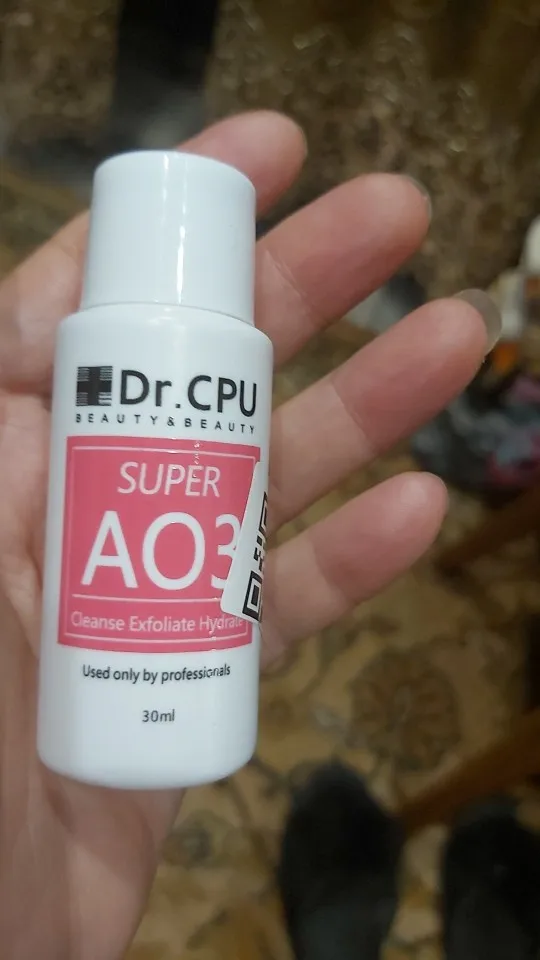 Dr.CPU
BEAUTY&BEAUTY
SUPER
AO3
Cleanse Exfoliate Hydrate
Used only by professionals
30ml